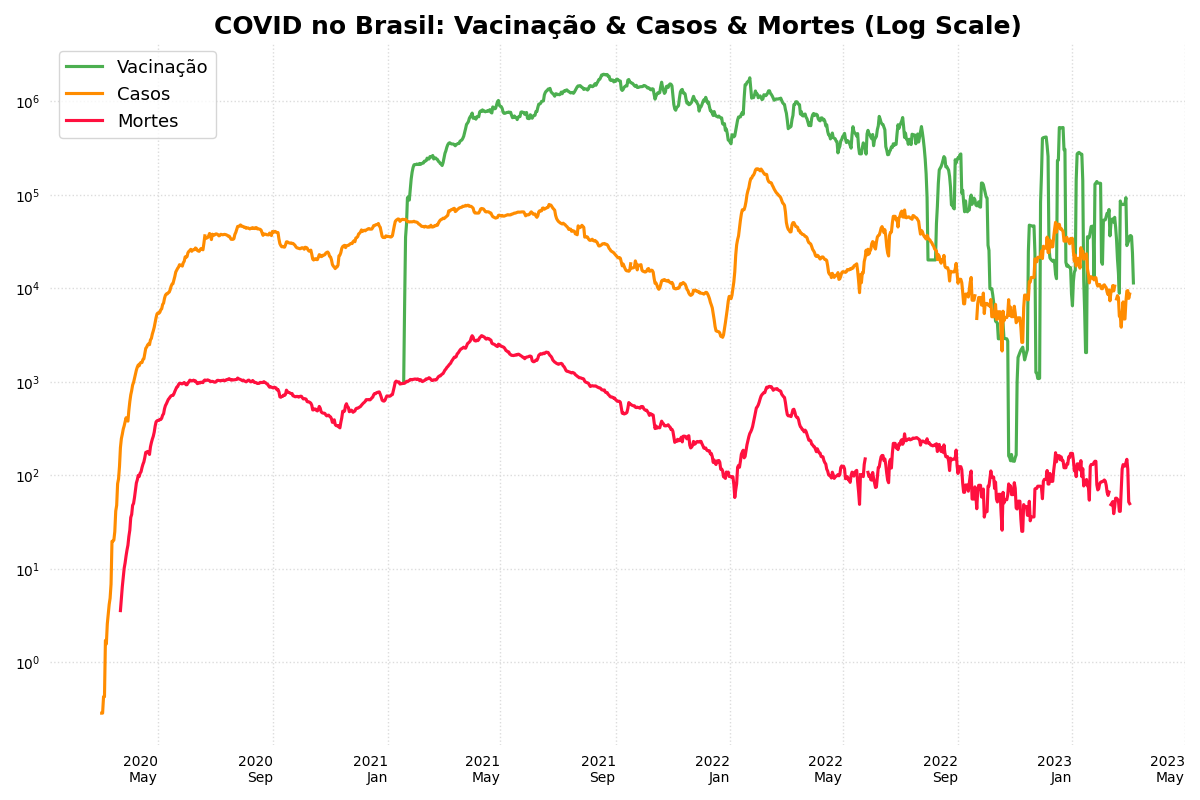 COVID no Brasil: Vacinação & Casos & Mortes (Log Scale)
Vacinação
Casos
Mortes
10^6
10^5
10^4
10^3
10^2
10^1
10^0
2020
May
2020
Sep
2021
Jan
2021
May
2021
Sep
2022
Jan
2022
May
2022
Sep
2023
Jan
2023
May